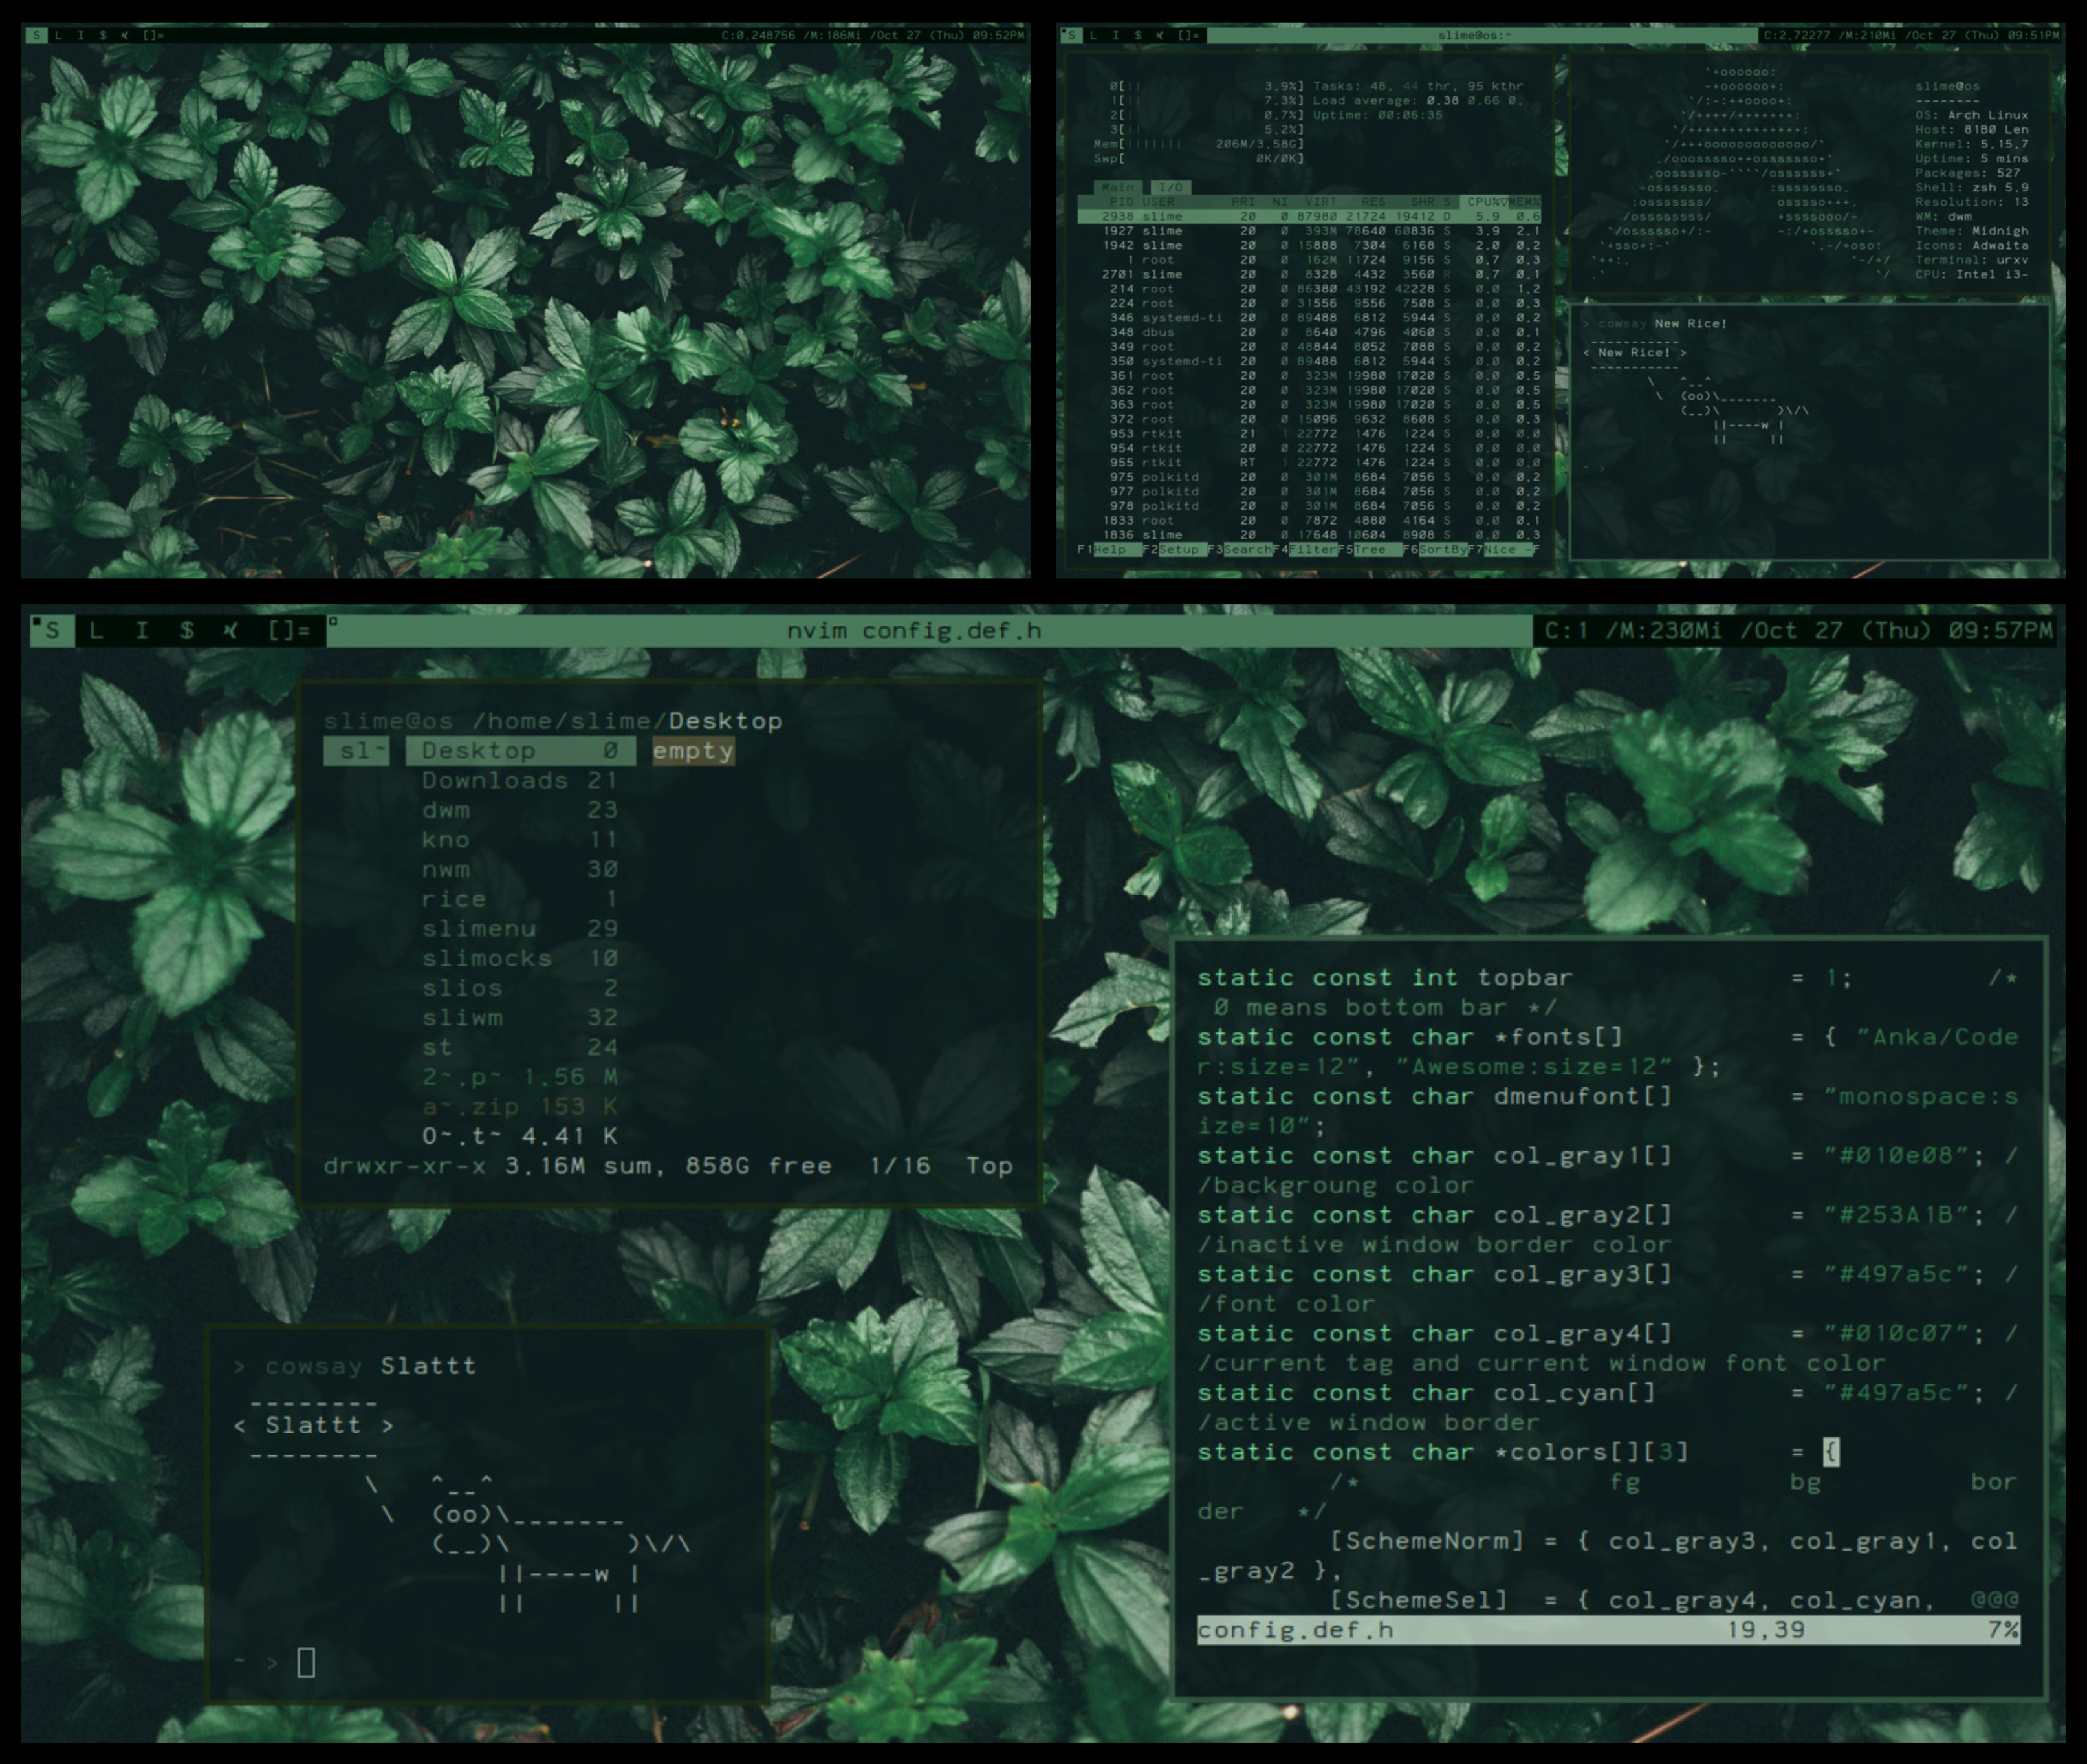 S L I $ []= C:0.248756 /M:186Mi /Oct 27 (Thu) 09:52PM
S L I $ []= slime@os:~ C:2.72277 /M:210Mi /Oct 27 (Thu) 09:51PM
0[|| 3.9%] Tasks: 48, 44 thr, 95 kthr
1[|| 7.3%] Load average: 0.38 0.66 0.
2[| 0.7%] Uptime: 00:06:35
3[|| 5.2%]
Mem[||||||| 206M/3.58G]
Swp[ 0K/0K]
Main I/O
PID USER PRI NI VIRT RES SHR S CPU%▽MEM%
2938 slime 20 0 87980 21724 19412 D 5.9 0.6
1927 slime 20 0 393M 78640 60836 S 3.9 2.1
1942 slime 20 0 15888 7304 6168 S 2.0 0.2
1 root 20 0 162M 11724 9156 S 0.7 0.3
2701 slime 20 0 8328 4432 3560 R 0.7 0.1
214 root 20 0 86380 43192 42228 S 0.0 1.2
224 root 20 0 31556 9556 7508 S 0.0 0.3
346 systemd-ti 20 0 89488 6812 5944 S 0.0 0.2
348 dbus 20 0 8640 4796 4060 S 0.0 0.1
349 root 20 0 48844 8052 7088 S 0.0 0.2
350 systemd-ti 20 0 89488 6812 5944 S 0.0 0.2
361 root 20 0 323M 19980 17020 S 0.0 0.5
362 root 20 0 323M 19980 17020 S 0.0 0.5
363 root 20 0 323M 19980 17020 S 0.0 0.5
372 root 20 0 15096 9632 8608 S 0.0 0.3
953 rtkit 21 1 22772 1476 1224 S 0.0 0.0
954 rtkit 20 0 22772 1476 1224 S 0.0 0.0
955 rtkit RT 1 22772 1476 1224 S 0.0 0.0
975 polkitd 20 0 301M 8684 7056 S 0.0 0.2
977 polkitd 20 0 301M 8684 7056 S 0.0 0.2
978 polkitd 20 0 301M 8684 7056 S 0.0 0.2
1833 root 20 0 7872 4880 4164 S 0.0 0.1
1836 slime 20 0 17648 10604 8908 S 0.0 0.3
F1Help F2Setup F3SearchF4FilterF5Tree F6SortByF7Nice -F
slime@os
--------
OS: Arch Linux
Host: 81B0 Len
Kernel: 5.15.7
Uptime: 5 mins
Packages: 527
Shell: zsh 5.9
Resolution: 13
WM: dwm
Theme: Midnigh
Icons: Adwaita
Terminal: urxv
CPU: Intel i3-
> cowsay New Rice!
-----------
< New Rice! >
-----------
\ ^__^
\ (oo)\_______
(__)\ )\/\
||----w |
|| ||
~ >
S L I $ []= nvim config.def.h C:1 /M:230Mi /Oct 27 (Thu) 09:57PM
slime@os /home/slime/Desktop
sl~ Desktop 0 empty
Downloads 21
dwm 23
kno 11
nwm 30
rice 1
slimenu 29
slimocks 10
slios 2
sliwm 32
st 24
2~.p~ 1.56 M
a~.zip 153 K
O~.t~ 4.41 K
drwxr-xr-x 3.16M sum, 858G free 1/16 Top
> cowsay Slattt
--------
< Slattt >
--------
\ ^__^
\ (oo)\_______
(__)\ )\/\
||----w |
|| ||
~ >
static const int topbar = 1; /*
0 means bottom bar */
static const char *fonts[] = { "Anka/Code
r:size=12", "Awesome:size=12" };
static const char dmenufont[] = "monospace:s
ize=10";
static const char col_gray1[] = "#010e08"; /
/backgroung color
static const char col_gray2[] = "#253A1B"; /
/inactive window border color
static const char col_gray3[] = "#497a5c"; /
/font color
static const char col_gray4[] = "#010c07"; /
/current tag and current window font color
static const char col_cyan[] = "#497a5c"; /
/active window border
static const char *colors[][3] = {
/* fg bg bor
der */
[SchemeNorm] = { col_gray3, col_gray1, col
_gray2 },
[SchemeSel] = { col_gray4, col_cyan, @@@
config.def.h 19,39 7%